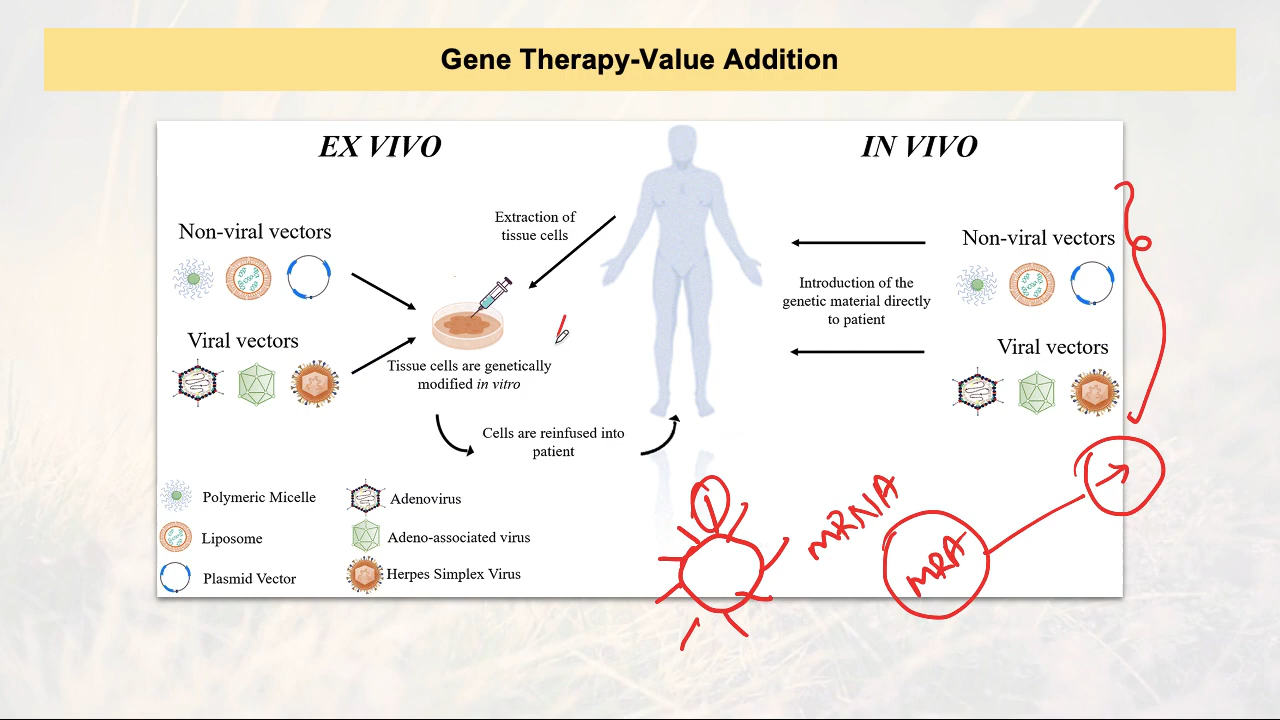 Gene Therapy-Value Addition
EX VIVO
IN VIVO
Extraction of
tissue cells
Non-viral vectors
Non-viral vectors
Introduction of the
genetic material directly
to patient
Viral vectors
Viral vectors
Tissue cells are genetically
modified in vitro
Cells are reinfused into
patient
Polymeric Micelle
Adenovirus
Liposome
Adeno-associated virus
Plasmid Vector
Herpes Simplex Virus
mRNA
MRA